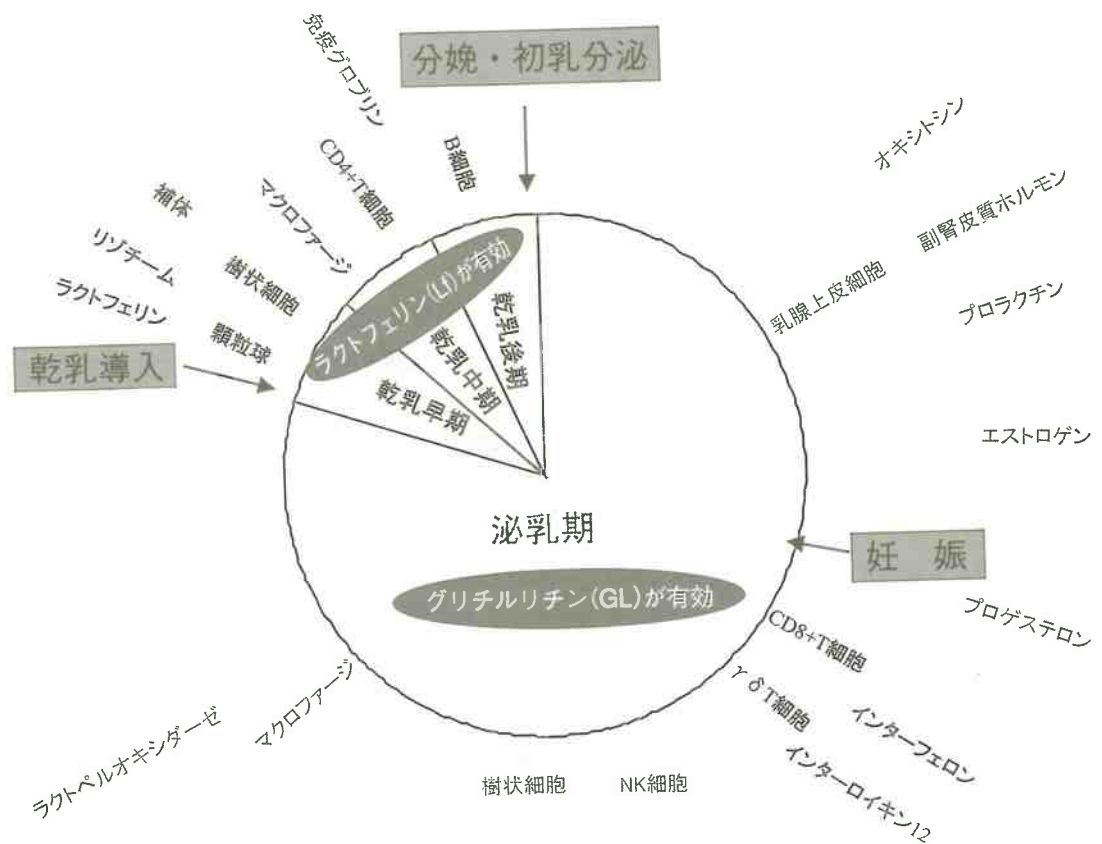 分娩・初乳分泌
免疫グロブリン
CD4+T細胞
B細胞
オキシトシン
補体
マクロファージ
副腎皮質ホルモン
リゾチーム
樹状細胞
乳腺上皮細胞
ラクトフェリン
顆粒球
プロラクチン
乾乳導入
ラクトフェリン(Lf)が有効
乾乳後期
乾乳中期
乾乳早期
エストロゲン
泌乳期
妊　娠
グリチルリチン(GL)が有効
プロゲステロン
CD8+T細胞
γδT細胞
インターフェロン
インターロイキン12
マクロファージ
ラクトペルオキシダーゼ
樹状細胞
NK細胞